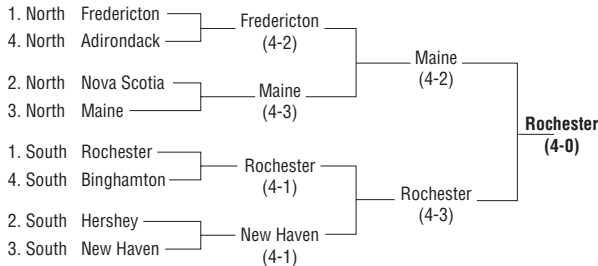 1. North Fredericton
4. North Adirondack
Fredericton
(4-2)
2. North Nova Scotia
3. North Maine
Maine
(4-3)
Maine
(4-2)
1. South Rochester
4. South Binghamton
Rochester
(4-1)
2. South Hershey
3. South New Haven
New Haven
(4-1)
Rochester
(4-3)
Rochester
(4-0)